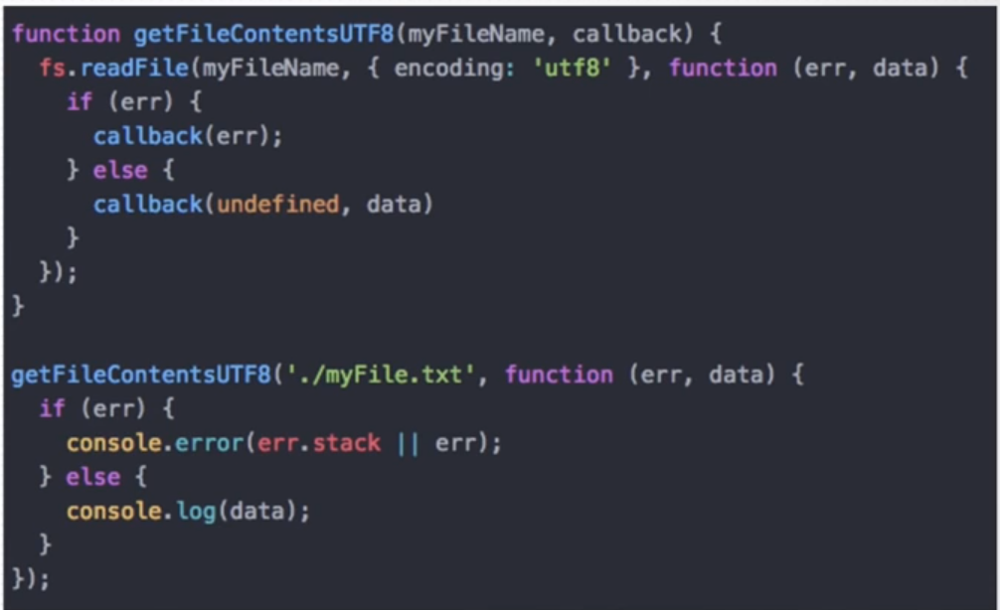 function getFileContentsUTF8(myFileName, callback) {
  fs.readFile(myFileName, { encoding: 'utf8' }, function (err, data) {
    if (err) {
      callback(err);
    } else {
      callback(undefined, data)
    }
  });
}

getFileContentsUTF8('./myFile.txt', function (err, data) {
  if (err) {
    console.error(err.stack || err);
  } else {
    console.log(data);
  }
});